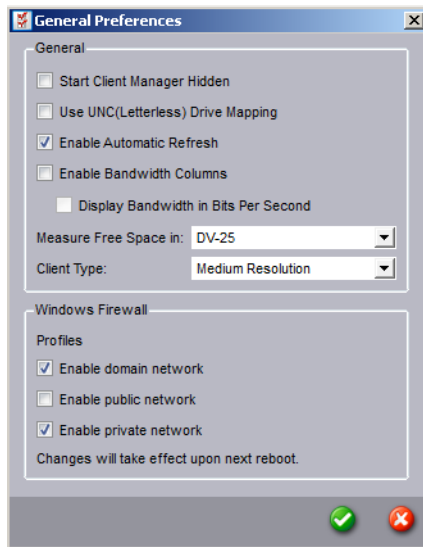 General Preferences
General
Start Client Manager Hidden
Use UNC(Letterless) Drive Mapping
Enable Automatic Refresh
Enable Bandwidth Columns
Display Bandwidth in Bits Per Second
Measure Free Space in: DV-25
Client Type: Medium Resolution
Windows Firewall
Profiles
Enable domain network
Enable public network
Enable private network
Changes will take effect upon next reboot.